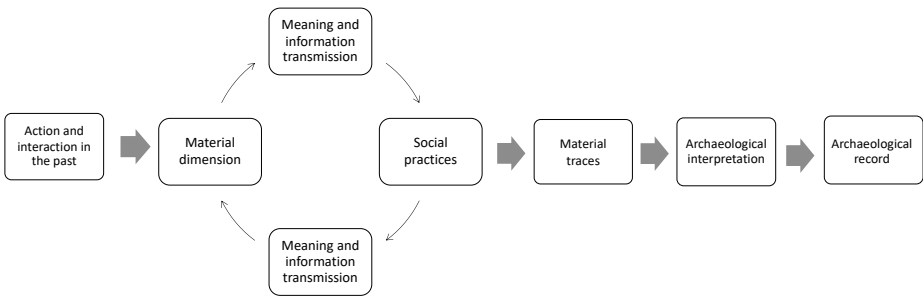 Meaning and
information
transmission
Action and
interaction in
the past
Material
dimension
Social
practices
Material
traces
Archaeological
interpretation
Archaeological
record
Meaning and
information
transmission